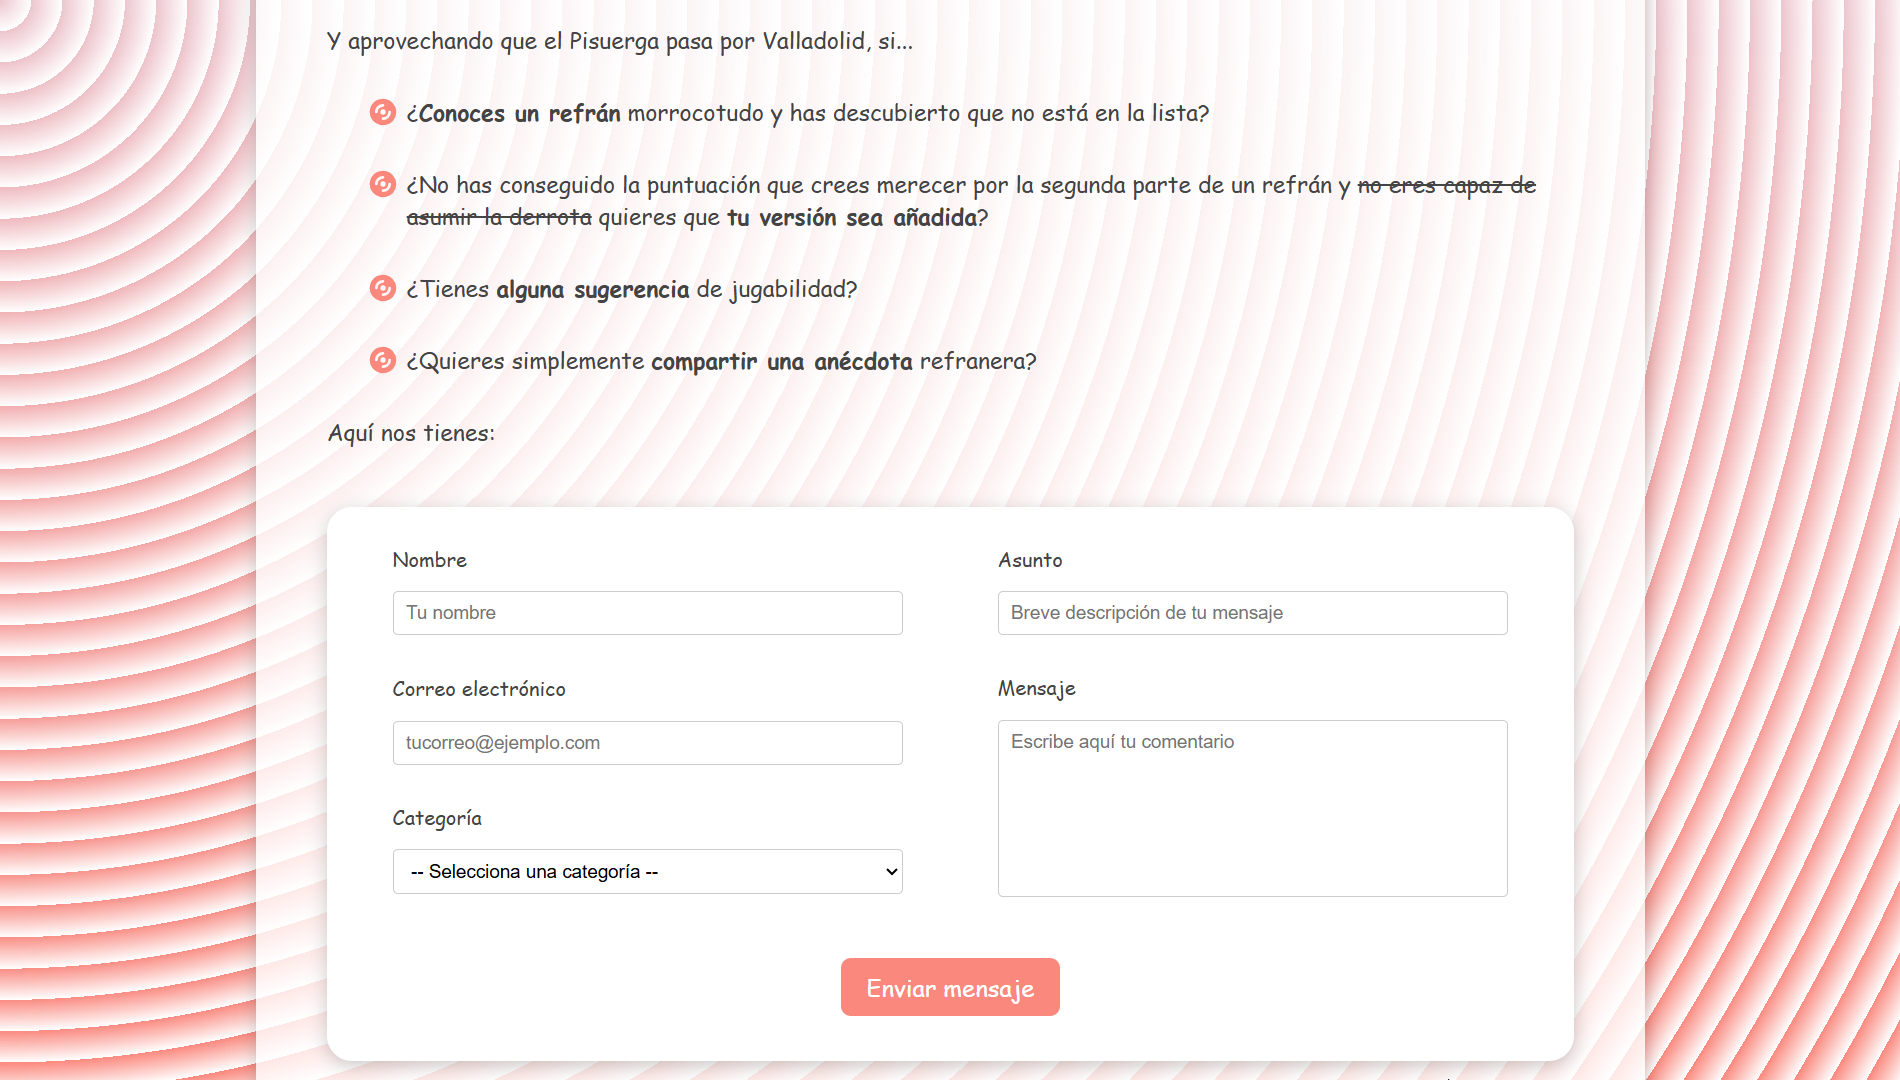 Y aprovechando que el Pisuerga pasa por Valladolid, si...
¿Conoces un refrán morrocotudo y has descubierto que no está en la lista?
¿No has conseguido la puntuación que crees merecer por la segunda parte de un refrán y no eres capaz de
asumir la derrota quieres que tu versión sea añadida?
¿Tienes alguna sugerencia de jugabilidad?
¿Quieres simplemente compartir una anécdota refranera?
Aquí nos tienes:
Nombre
Tu nombre
Correo electrónico
tucorreo@ejemplo.com
Categoría
-- Selecciona una categoría --
Asunto
Breve descripción de tu mensaje
Mensaje
Escribe aquí tu comentario
Enviar mensaje